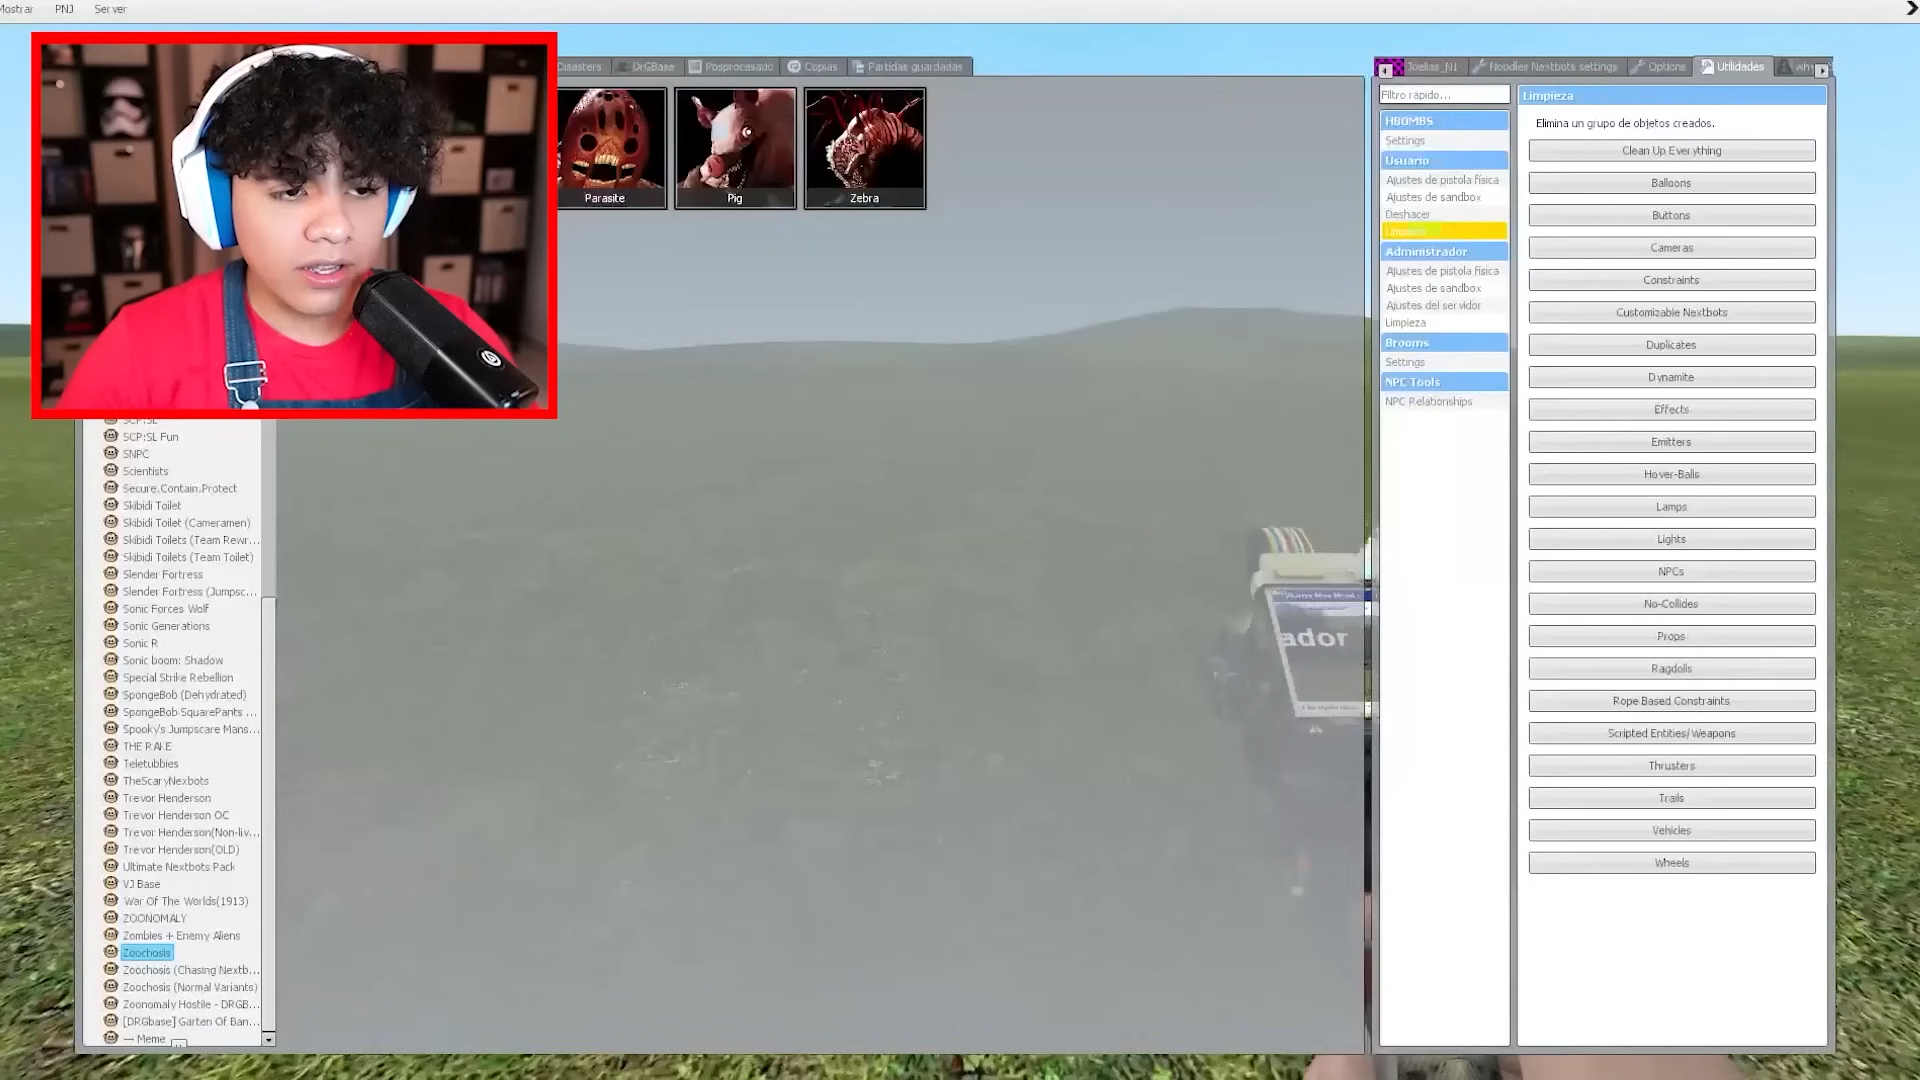 Mostrar PNJ Server
Disasters DrGBase Posprocesado Copias Partidas guardadas
Parasite Pig Zebra
SCP:SL
SCP:SL Fun
SNPC
Scientists
Secure.Contain.Protect
Skibidi Toilet
Skibidi Toilet (Cameramen)
Skibidi Toilets (Team Rewr...
Skibidi Toilets (Team Toilet)
Slender Fortress
Slender Fortress (Jumpsc...
Sonic Forces Wolf
Sonic Generations
Sonic R
Sonic boom: Shadow
Special Strike Rebellion
SpongeBob (Dehydrated)
SpongeBob SquarePants ...
Spooky's Jumpscare Mans...
THE RAKE
Teletubbies
TheScaryNexbots
Trevor Henderson
Trevor Henderson OC
Trevor Henderson(Non-liv...
Trevor Henderson(OLD)
Ultimate Nextbots Pack
VJ Base
War Of The Worlds(1913)
ZOONOMALY
Zombies + Enemy Aliens
Zoochosis
Zoochosis (Chasing Nextb...
Zoochosis (Normal Variants)
Zoonomaly Hostile - DRGB...
[DRGbase] Garten Of Ban...
— Meme
ador
Joellas_N1 Noodles Nextbots settings Options Utilidades why
Filtro rapido...
HBOMBS
Settings
Usuario
Ajustes de pistola física
Ajustes de sandbox
Deshacer
Limpieza
Administrador
Ajustes de pistola física
Ajustes de sandbox
Ajustes del servidor
Limpieza
Brooms
Settings
NPC Tools
NPC Relationships
Limpieza
Elimina un grupo de objetos creados.
Clean Up Everything
Balloons
Buttons
Cameras
Constraints
Customizable Nextbots
Duplicates
Dynamite
Effects
Emitters
Hover-Balls
Lamps
Lights
NPCs
No-Collides
Props
Ragdolls
Rope Based Constraints
Scripted Entities/Weapons
Thrusters
Trails
Vehicles
Wheels